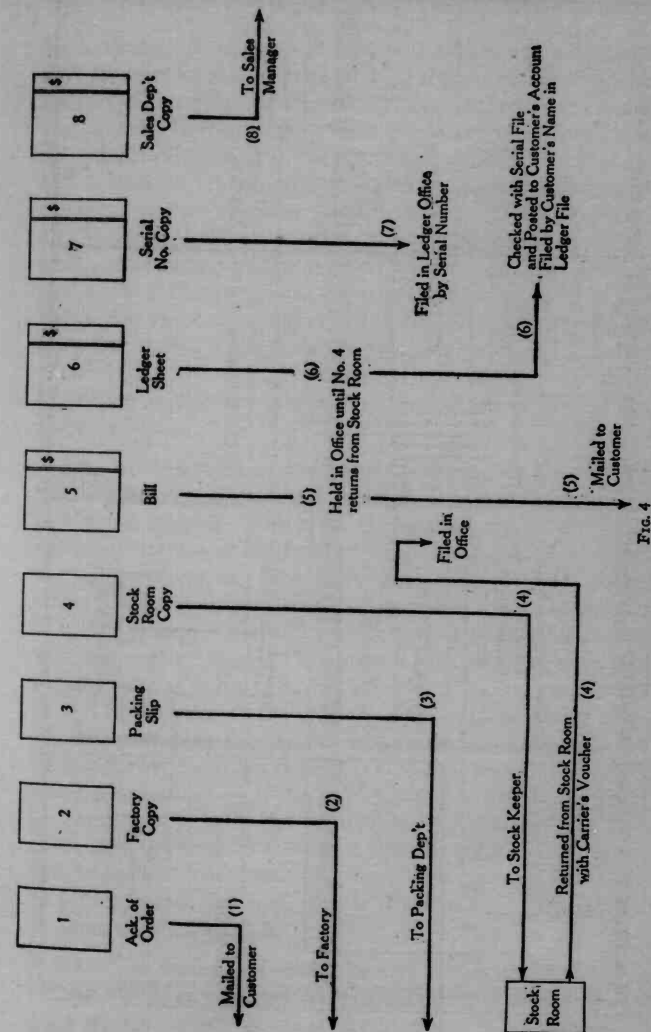 1
Ack. of
Order
(1)
Mailed to
Customer
2
Factory
Copy
(2)
To Factory
3
Packing
Slip
(3)
To Packing Dep't
4
Stock
Room
Copy
(4)
To Stock Keeper
Stock
Room
Returned from Stock Room
with Carrier's Voucher
(4)
Filed in
Office
5
$
Bill
(5)
Held in Office until No. 4
returns from Stock Room
(5)
Mailed to
Customer
6
$
Ledger
Sheet
(6)
(6)
Checked with Serial File
and Posted to Customer's Account
Filed by Customer's Name in
Ledger File
7
$
Serial
No. Copy
(7)
Filed in Ledger Office
by Serial Number
8
$
Sales Dep't
Copy
(8)
To Sales
Manager
FIG. 4